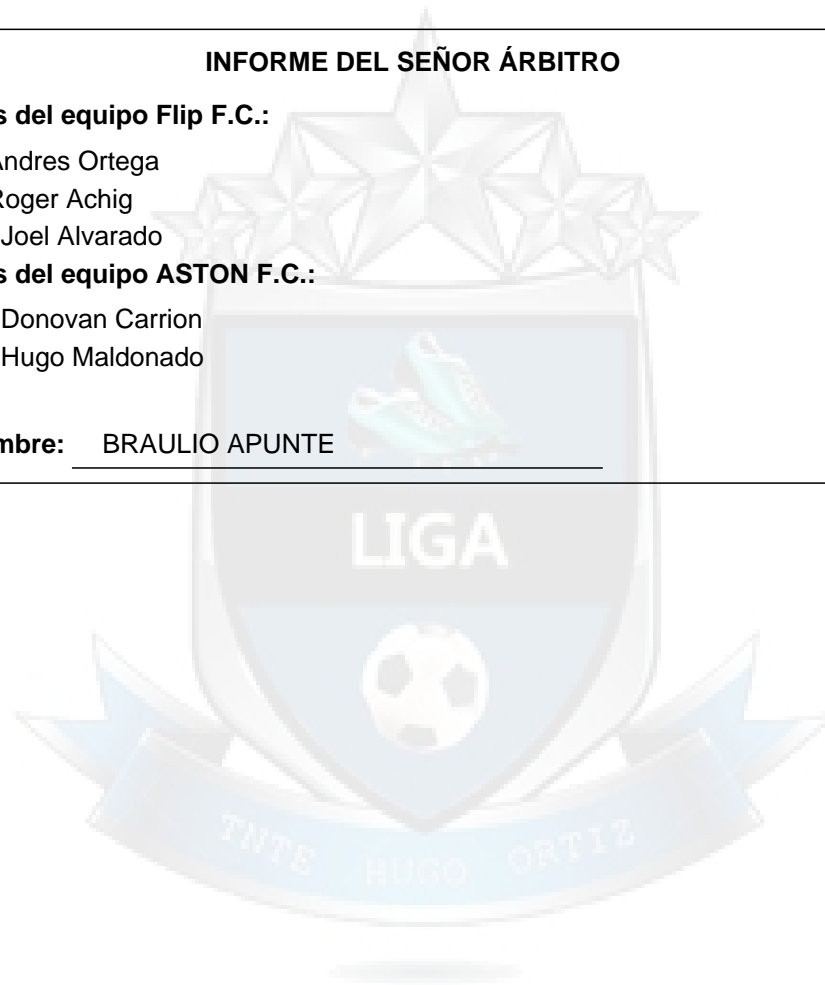 INFORME DEL SEÑOR ÁRBITRO
s del equipo Flip F.C.:
Andres Ortega
Roger Achig
Joel Alvarado
s del equipo ASTON F.C.:
Donovan Carrion
Hugo Maldonado
mbre: BRAULIO APUNTE
LIGA
TNTE HUGO ORTIZ